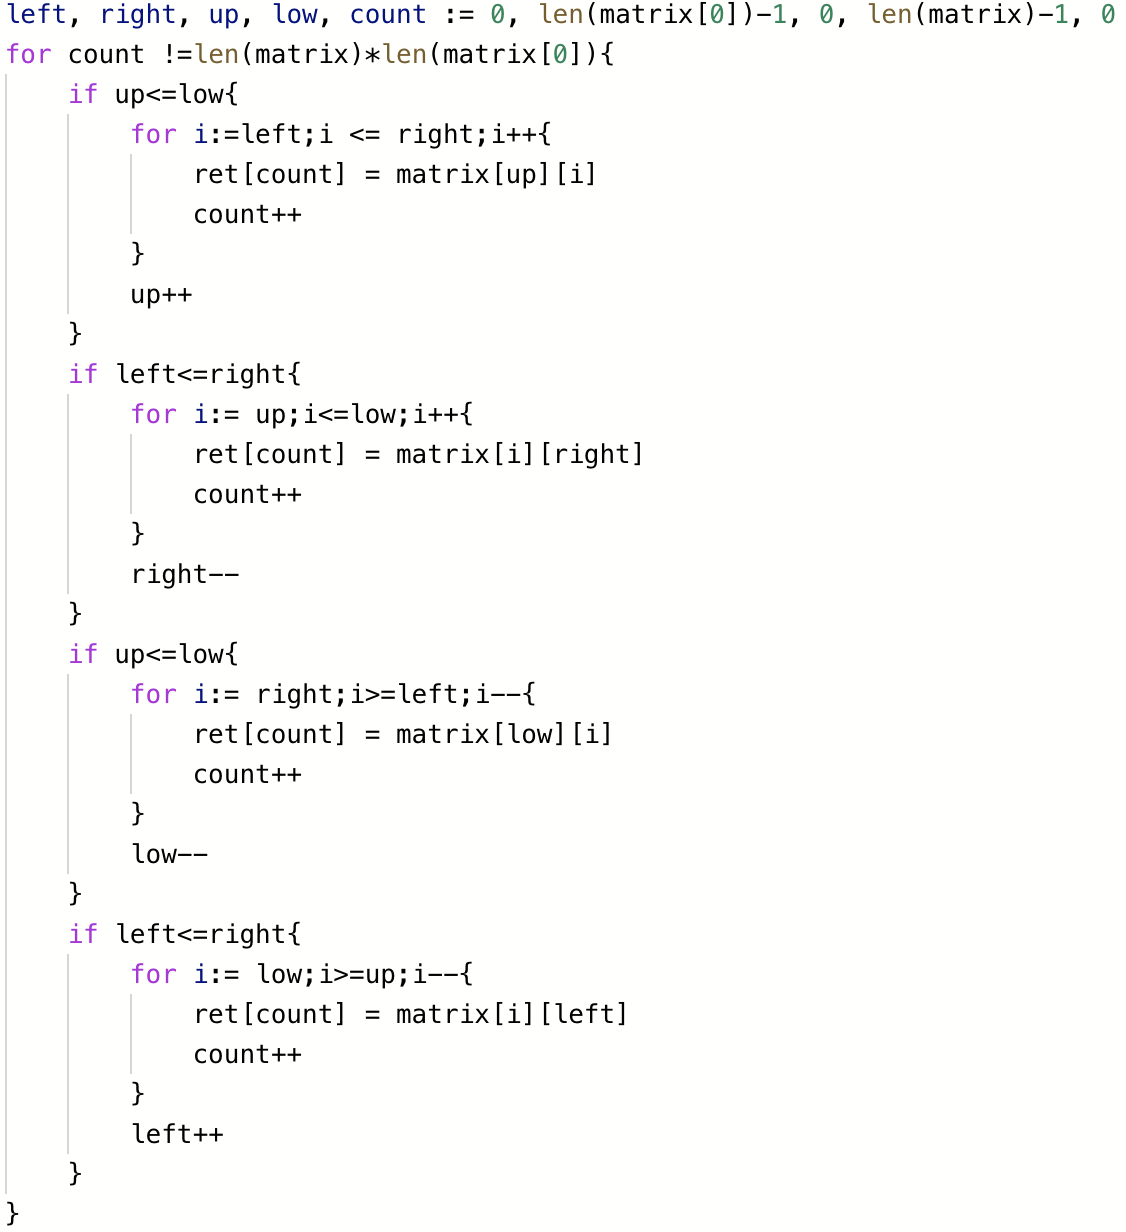 left, right, up, low, count := 0, len(matrix[0])-1, 0, len(matrix)-1, 0
for count !=len(matrix)*len(matrix[0]){
    if up<=low{
        for i:=left;i <= right;i++{
            ret[count] = matrix[up][i]
            count++
        }
        up++
    }
    if left<=right{
        for i:= up;i<=low;i++{
            ret[count] = matrix[i][right]
            count++
        }
        right--
    }
    if up<=low{
        for i:= right;i>=left;i--{
            ret[count] = matrix[low][i]
            count++
        }
        low--
    }
    if left<=right{
        for i:= low;i>=up;i--{
            ret[count] = matrix[i][left]
            count++
        }
        left++
    }
}